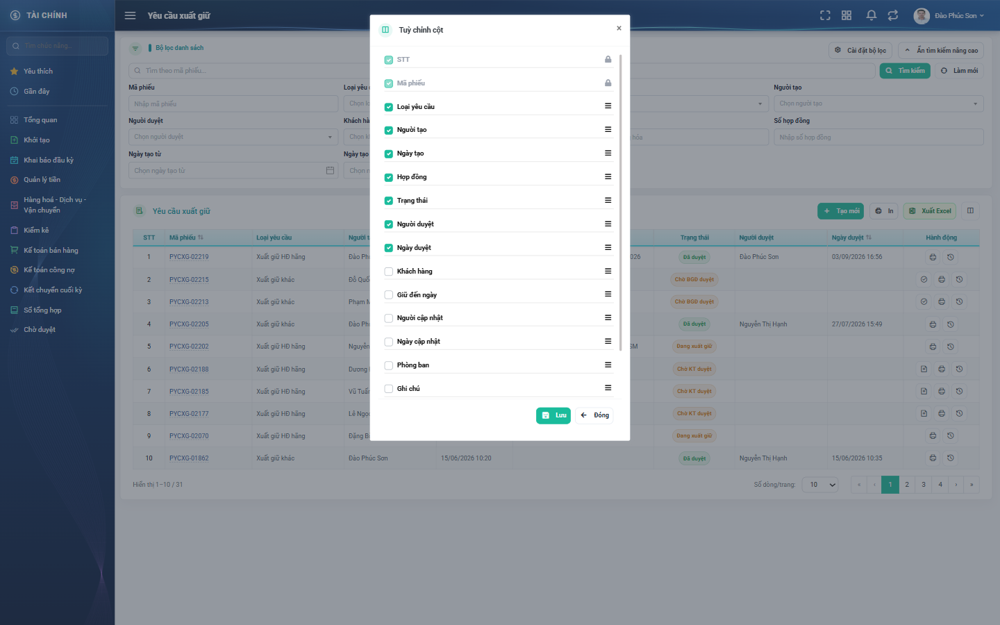 TÀI CHÍNH
Yêu cầu xuất giữ
Đào Phúc Sơn
Tìm chức năng...
Yêu thích
Gần đây
Tổng quan
Khởi tạo
Khai báo đầu kỳ
Quản lý tiền
Hàng hoá - Dịch vụ -
Vận chuyển
Kiểm kê
Kế toán bán hàng
Kế toán công nợ
Kết chuyển cuối kỳ
Sổ tổng hợp
Chờ duyệt
Bộ lọc danh sách
Cài đặt bộ lọc
Ẩn tìm kiếm nâng cao
Tìm theo mã phiếu...
Tìm kiếm
Làm mới
Mã phiếu
Loại yêu
Người tạo
Nhập mã phiếu
Chọn
Chọn người tạo
Người duyệt
Khách
Số hợp đồng
Chọn người duyệt
Chọn
hóa
Nhập số hợp đồng
Ngày tạo từ
Ngày tạo
Chọn ngày tạo từ
Chọn
Yêu cầu xuất giữ
Tạo mới
In
Xuất Excel
STT
Mã phiếu
Loại yêu cầu
Người
Trạng thái
Người duyệt
Ngày duyệt
Hành động
1 PYCXG-02219 Xuất giữ HĐ hãng Đào 026 Đã duyệt Đào Phúc Sơn 03/09/2026 16:56
2 PYCXG-02215 Xuất giữ khác Đỗ Quố Chờ BGĐ duyệt
3 PYCXG-02213 Xuất giữ khác Phạm Chờ BGĐ duyệt
4 PYCXG-02205 Xuất giữ khác Đào Đã duyệt Nguyễn Thị Hạnh 27/07/2026 15:49
5 PYCXG-02202 Xuất giữ HĐ hãng Nguyễn SM Đang xuất giữ
6 PYCXG-02188 Xuất giữ HĐ hãng Dương Chờ KT duyệt
7 PYCXG-02185 Xuất giữ HĐ hãng Vũ Tuấ Chờ KT duyệt
8 PYCXG-02177 Xuất giữ HĐ hãng Lê Ngọ Chờ KT duyệt
9 PYCXG-02070 Xuất giữ HĐ hãng Đặng Đang xuất giữ
10 PYCXG-01862 Xuất giữ khác Đào Phúc Sơn 15/06/2026 10:20 Đã duyệt Nguyễn Thị Hạnh 15/06/2026 10:35
Hiển thị 1–10 / 31
Số dòng/trang:
10
« ‹ 1 2 3 4 › »
Tuỳ chỉnh cột
×
STT
Mã phiếu
Loại yêu cầu
Người tạo
Ngày tạo
Hợp đồng
Trạng thái
Người duyệt
Ngày duyệt
Khách hàng
Giữ đến ngày
Người cập nhật
Ngày cập nhật
Phòng ban
Ghi chú
Lưu
Đóng